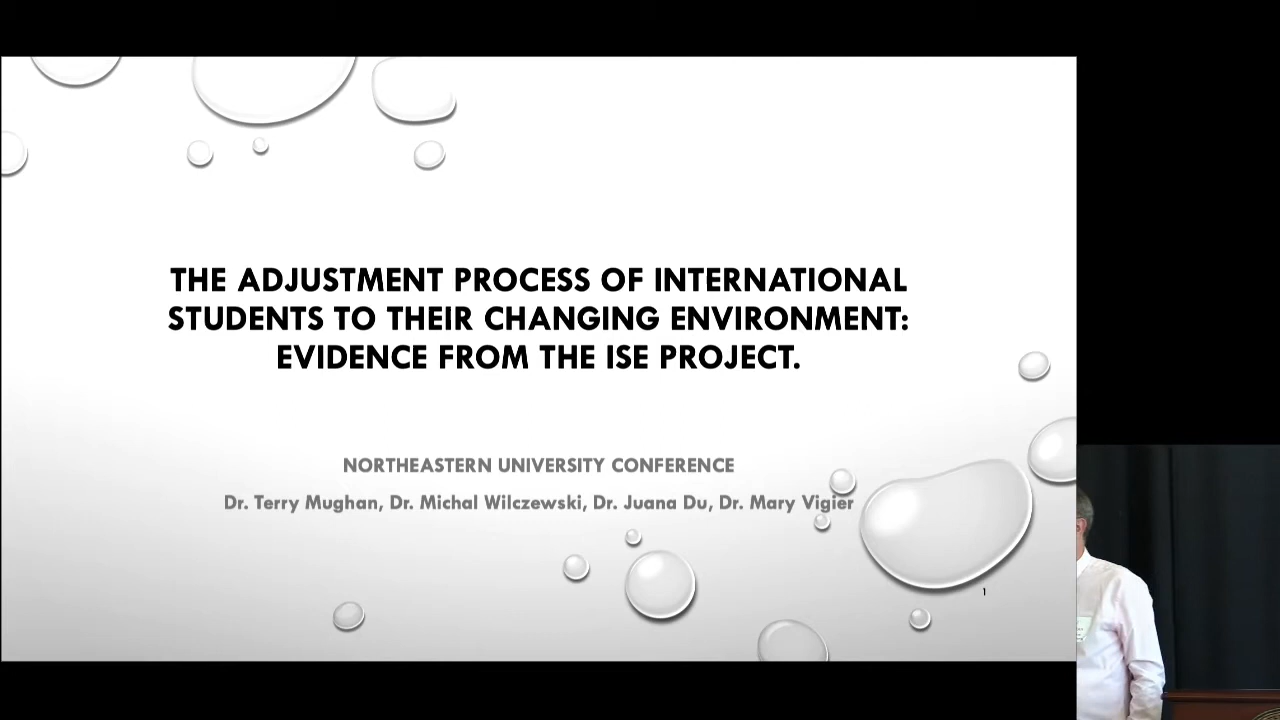 THE ADJUSTMENT PROCESS OF INTERNATIONAL
STUDENTS TO THEIR CHANGING ENVIRONMENT:
EVIDENCE FROM THE ISE PROJECT.
NORTHEASTERN UNIVERSITY CONFERENCE
Dr. Terry Mughan, Dr. Michal Wilczewski, Dr. Juana Du, Dr. Mary Vigier
1